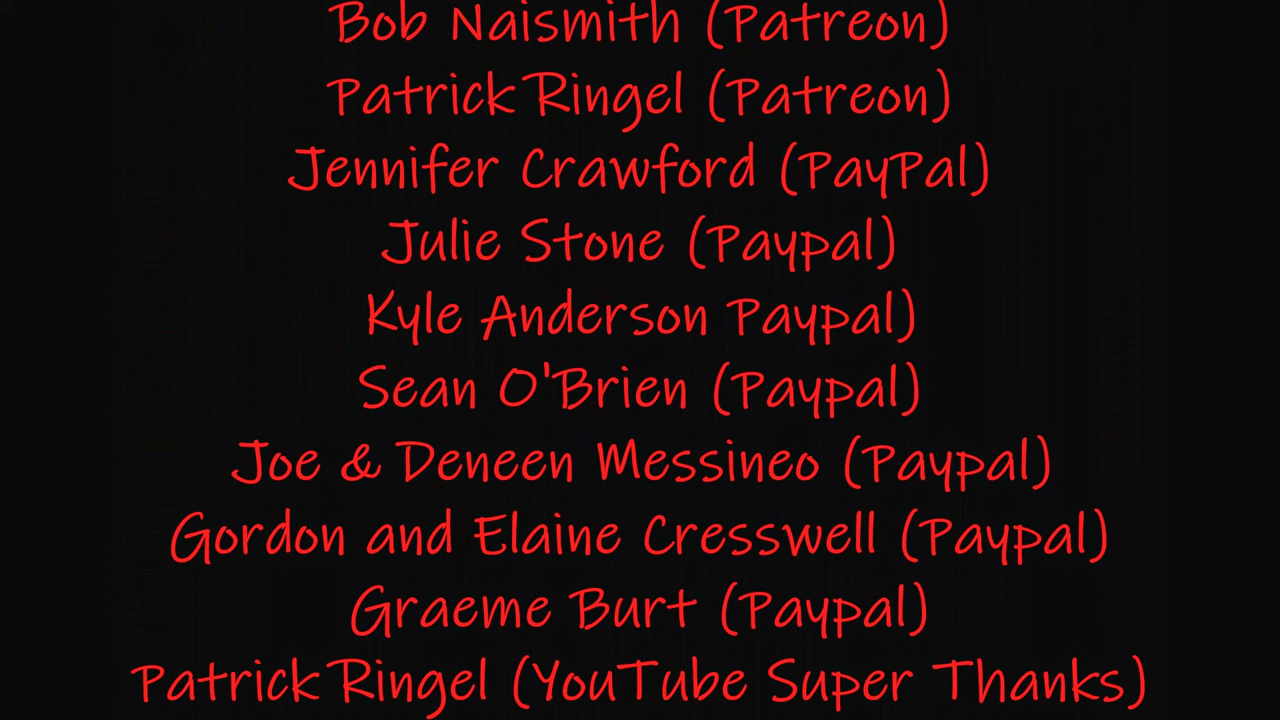 Bob Naismith (Patreon)
Patrick Ringel (Patreon)
Jennifer Crawford (PayPal)
Julie Stone (Paypal)
Kyle Anderson Paypal)
Sean O'Brien (Paypal)
Joe & Deneen Messineo (Paypal)
Gordon and Elaine Cresswell (Paypal)
Graeme Burt (Paypal)
Patrick Ringel (YouTube Super Thanks)